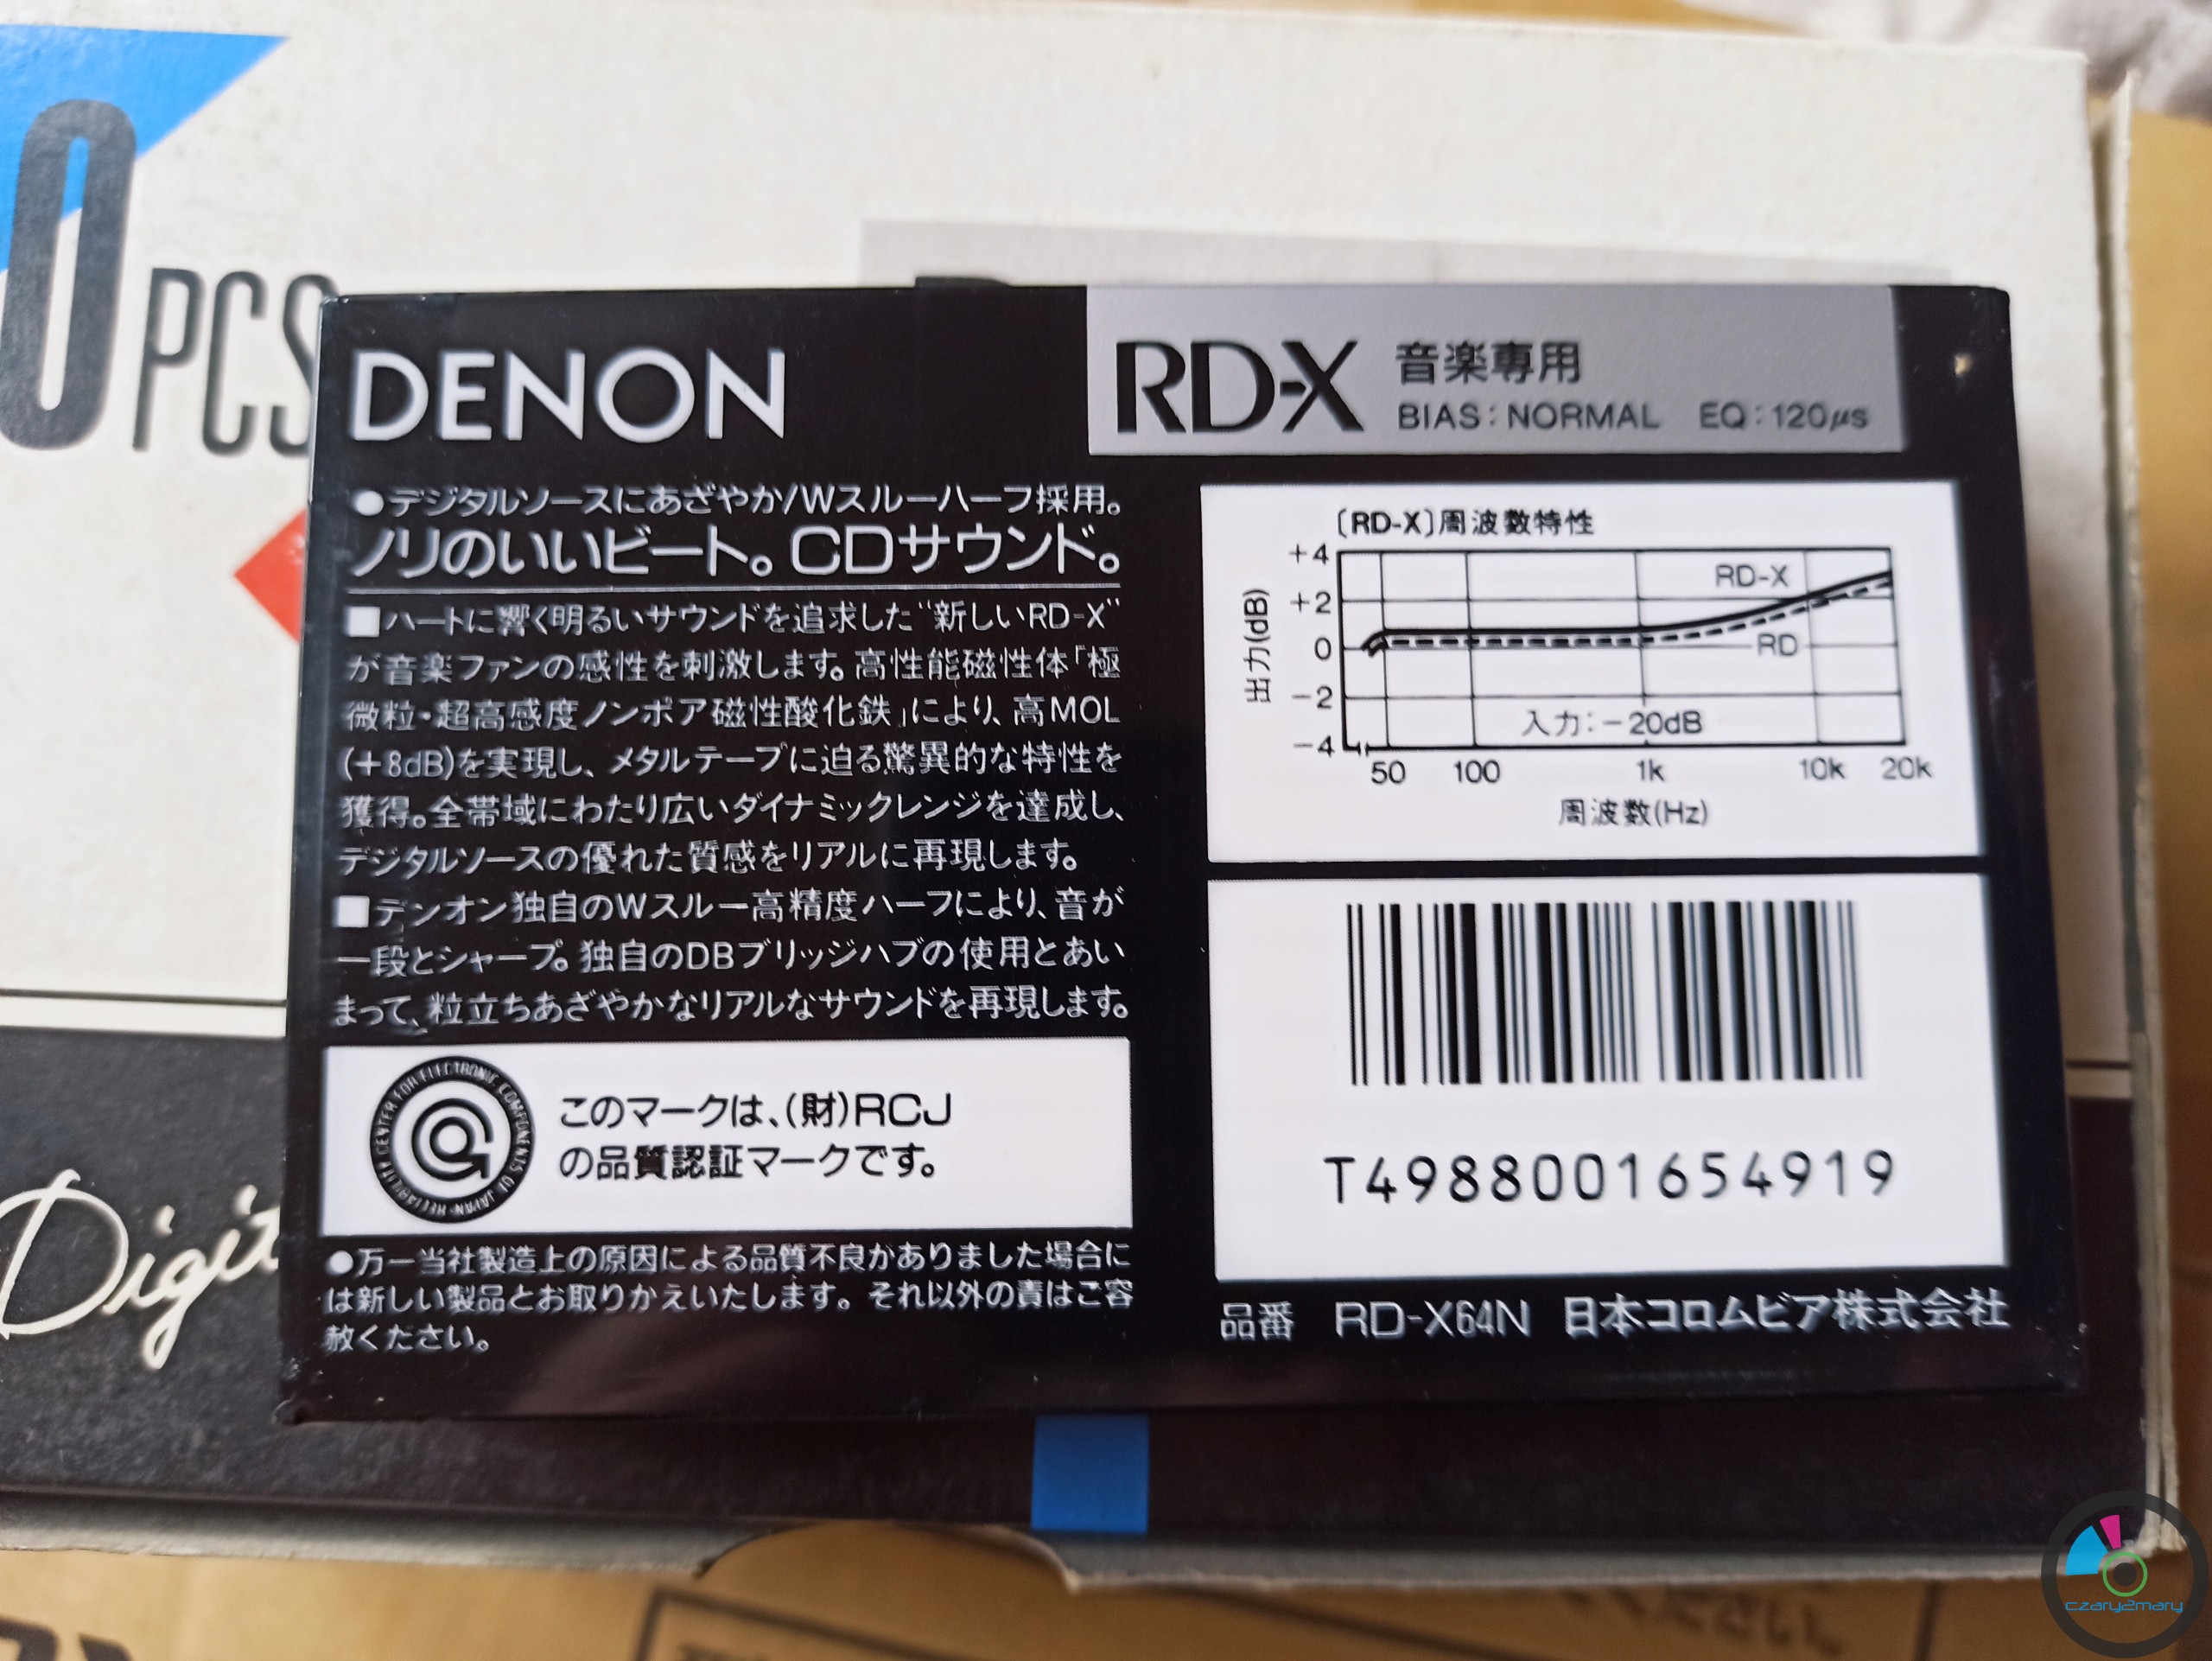 0PCS
DENON
RD-X 音楽専用
BIAS：NORMAL EQ：120μs
●デジタルソースにあざやか/Wスルーハーフ採用。
ノリのいいビート。CDサウンド。
■ハートに響く明るいサウンドを追求した“新しいRD-X”
が音楽ファンの感性を刺激します。高性能磁性体「極
微粒・超高感度ノンポア磁性酸化鉄」により、高MOL
(+8dB)を実現し、メタルテープに迫る驚異的な特性を
獲得。全帯域にわたり広いダイナミックレンジを達成し、
デジタルソースの優れた質感をリアルに再現します。
■デンオン独自のWスルー高精度ハーフにより、音が
一段とシャープ。独自のDBブリッジハブの使用とあい
まって、粒立ちあざやかなリアルなサウンドを再現します。
RELIABILITY CENTER FOR ELECTRONIC COMPONENTS OF JAPAN
このマークは、(財)RCJ
の品質認証マークです。
●万一当社製造上の原因による品質不良がありました場合に
は新しい製品とお取りかえいたします。それ以外の責はご容
赦ください。
〔RD-X〕周波数特性
出力(dB)
+4
+2
0
-2
-4
RD-X
RD
入力：-20dB
50 100 1k 10k 20k
周波数(Hz)
T4988001654919
品番 RD-X64N 日本コロムビア株式会社
Digit
czary2mary